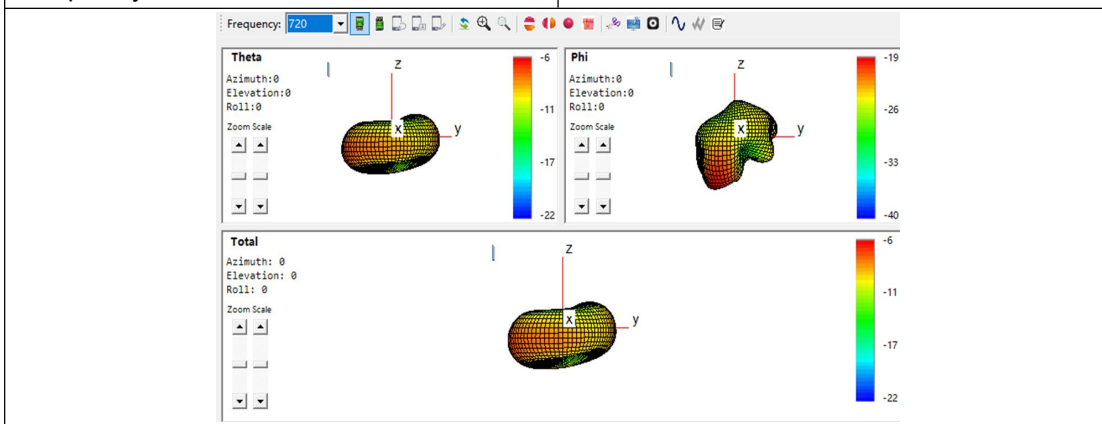 Frequency: 720
Theta
Azimuth:0
Elevation:0
Roll:0
Zoom Scale
z
x
y
-6
-11
-17
-22
Phi
Azimuth:0
Elevation:0
Roll:0
Zoom Scale
z
x
y
-19
-26
-33
-40
Total
Azimuth: 0
Elevation: 0
Roll: 0
Zoom Scale
z
x
y
-6
-11
-17
-22